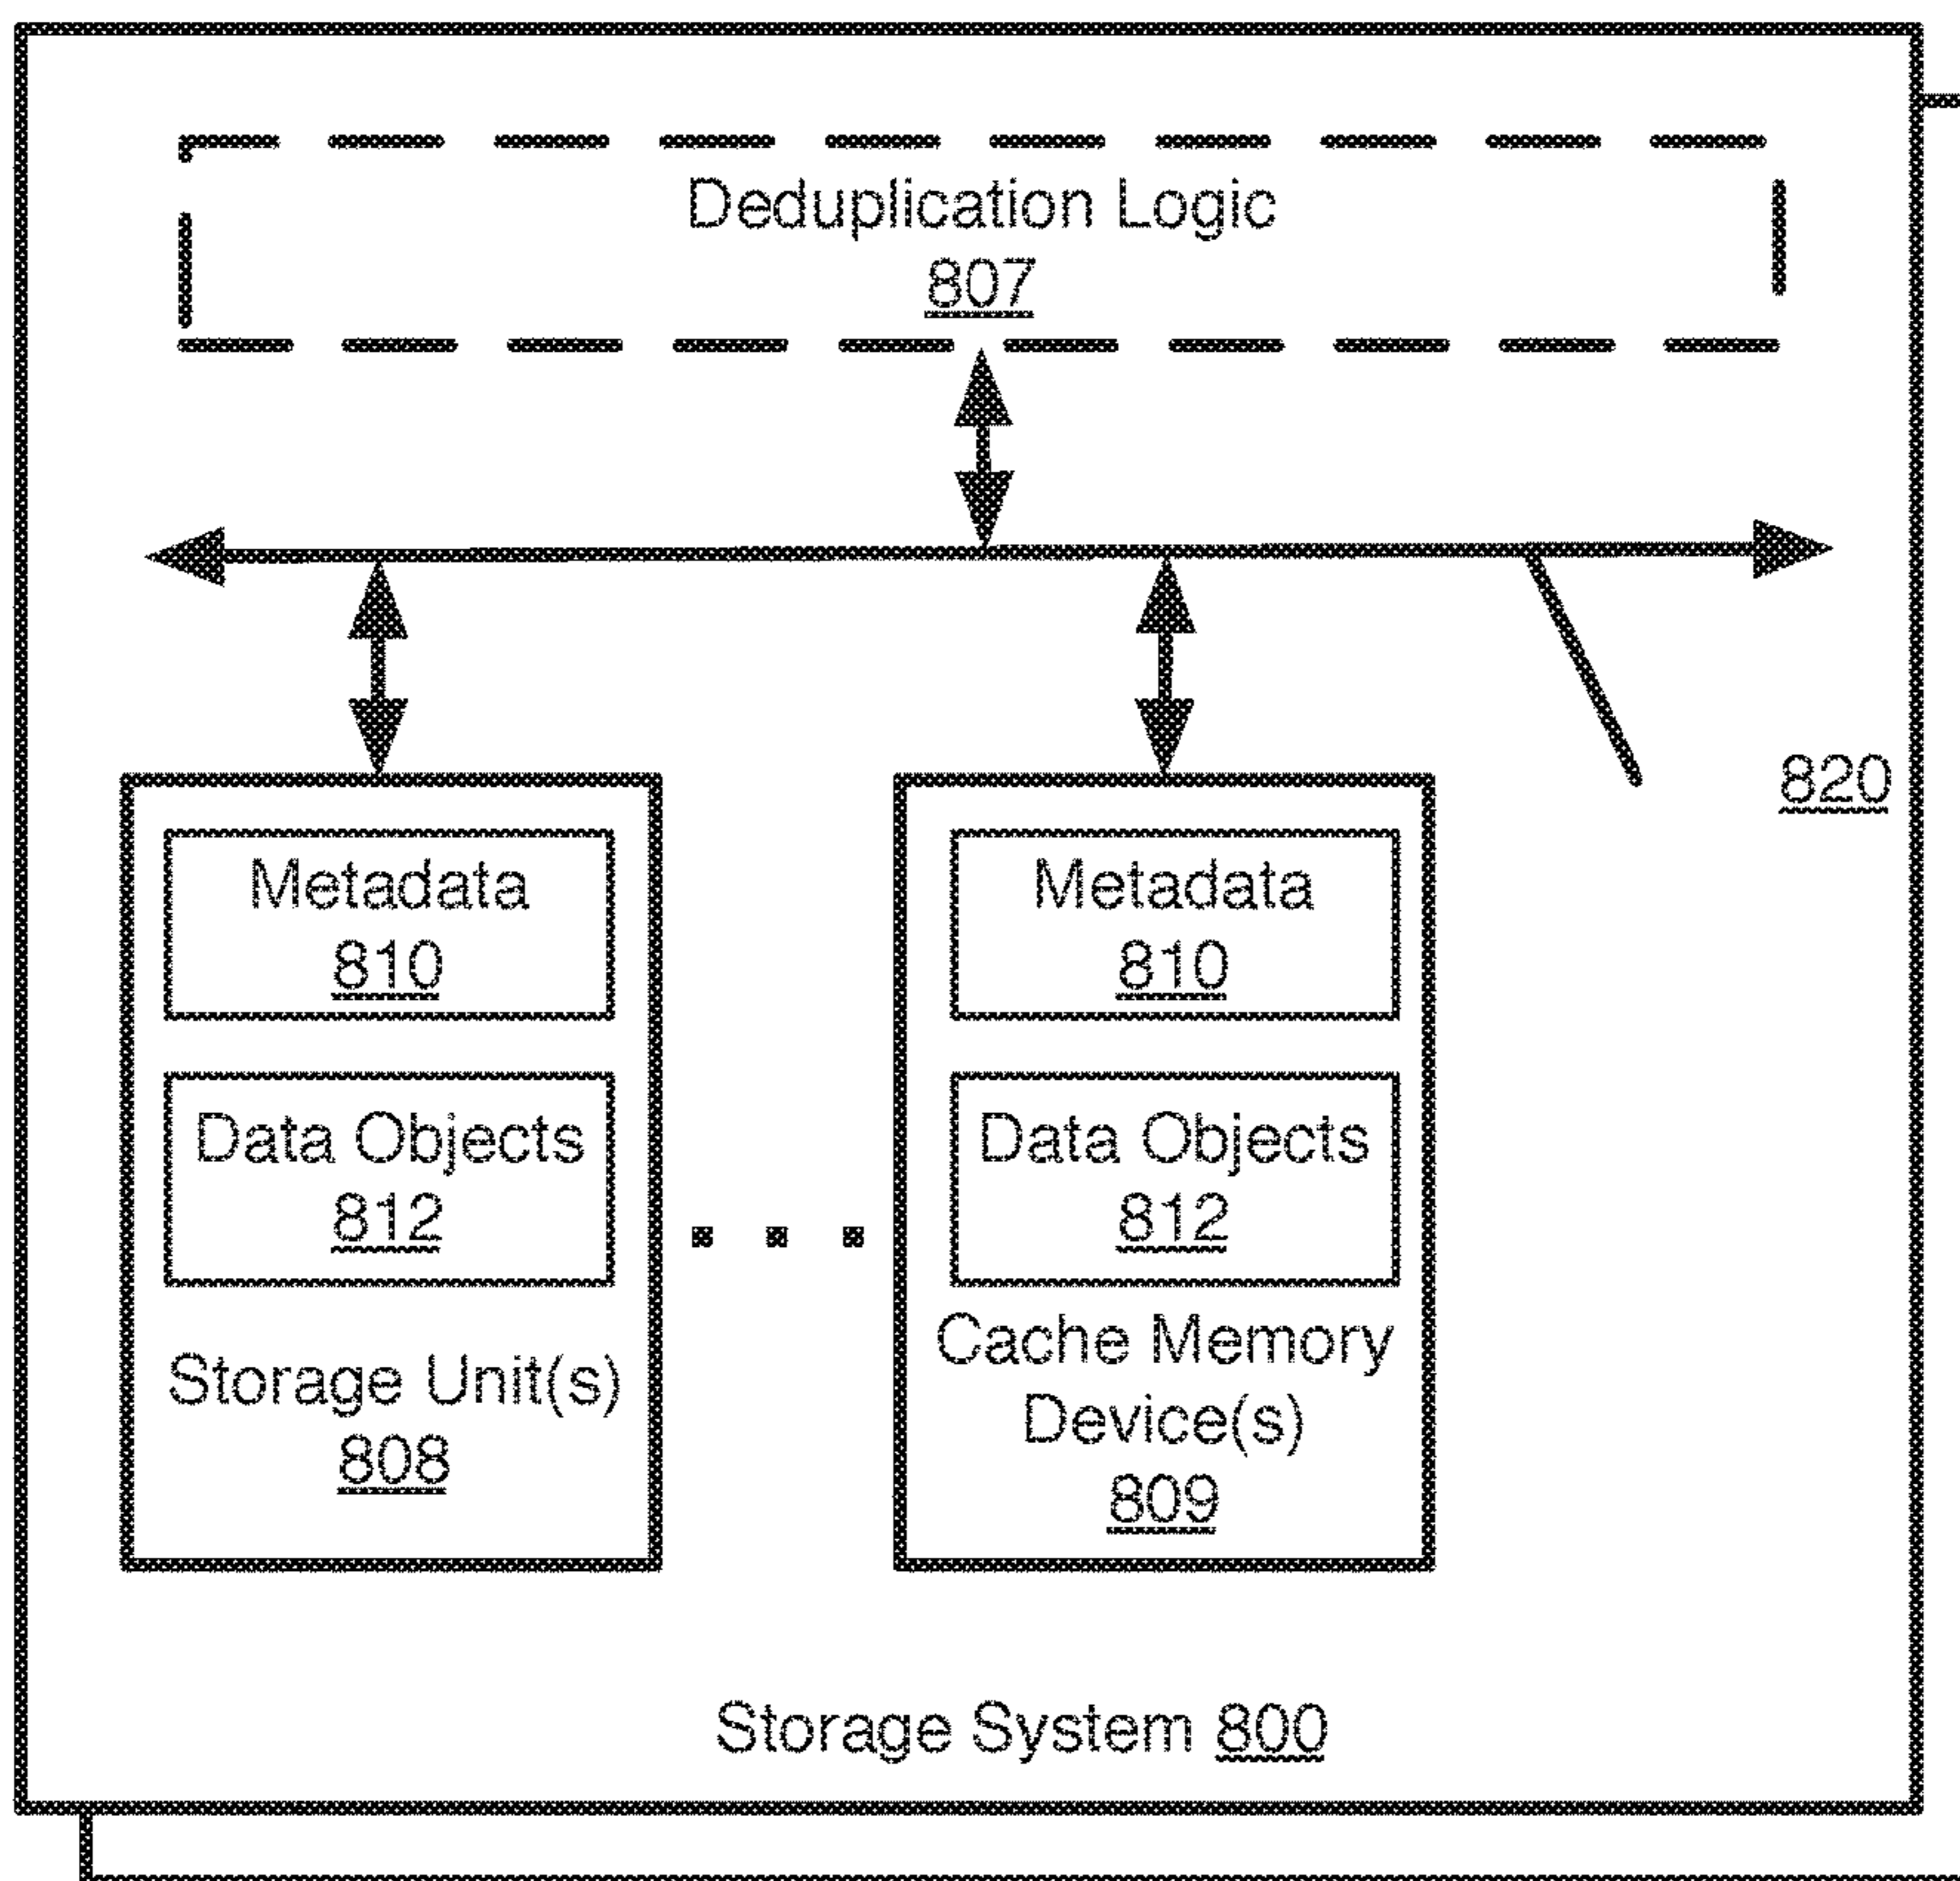 Deduplication Logic
807
820
Metadata
810
Data Objects
812
Storage Unit(s)
808
Metadata
810
Data Objects
812
Cache Memory
Device(s)
809
Storage System 800